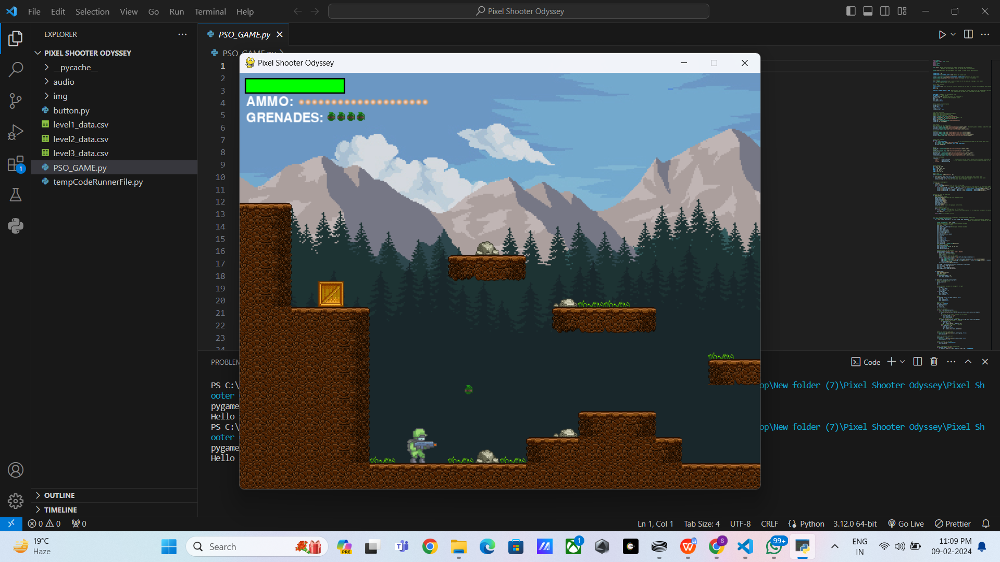 File Edit Selection View Go Run Terminal Help
Pixel Shooter Odyssey
EXPLORER
PSO_GAME.py
PIXEL SHOOTER ODYSSEY
__pycache__
audio
img
button.py
level1_data.csv
level2_data.csv
level3_data.csv
PSO_GAME.py
tempCodeRunnerFile.py
OUTLINE
TIMELINE
PSO_GAME.py
1
2
3
4
5
6
7
8
9
10
11
12
13
14
15
16
17
18
19
20
21
22
23
24
Pixel Shooter Odyssey
AMMO:
GRENADES:
PROBLEM
Code
PS C:\
op\New folder (7)\Pixel Shooter Odyssey\Pixel Sh
ooter
pygame
Hello
PS C:\
op\New folder (7)\Pixel Shooter Odyssey\Pixel Sh
ooter
pygame
Hello
1
0 0 0
Ln 1, Col 1 Tab Size: 4 UTF-8 CRLF Python 3.12.0 64-bit Go Live Prettier
19°C
Haze
Search
PRE
1
S
99+
ENG
IN
11:09 PM
09-02-2024